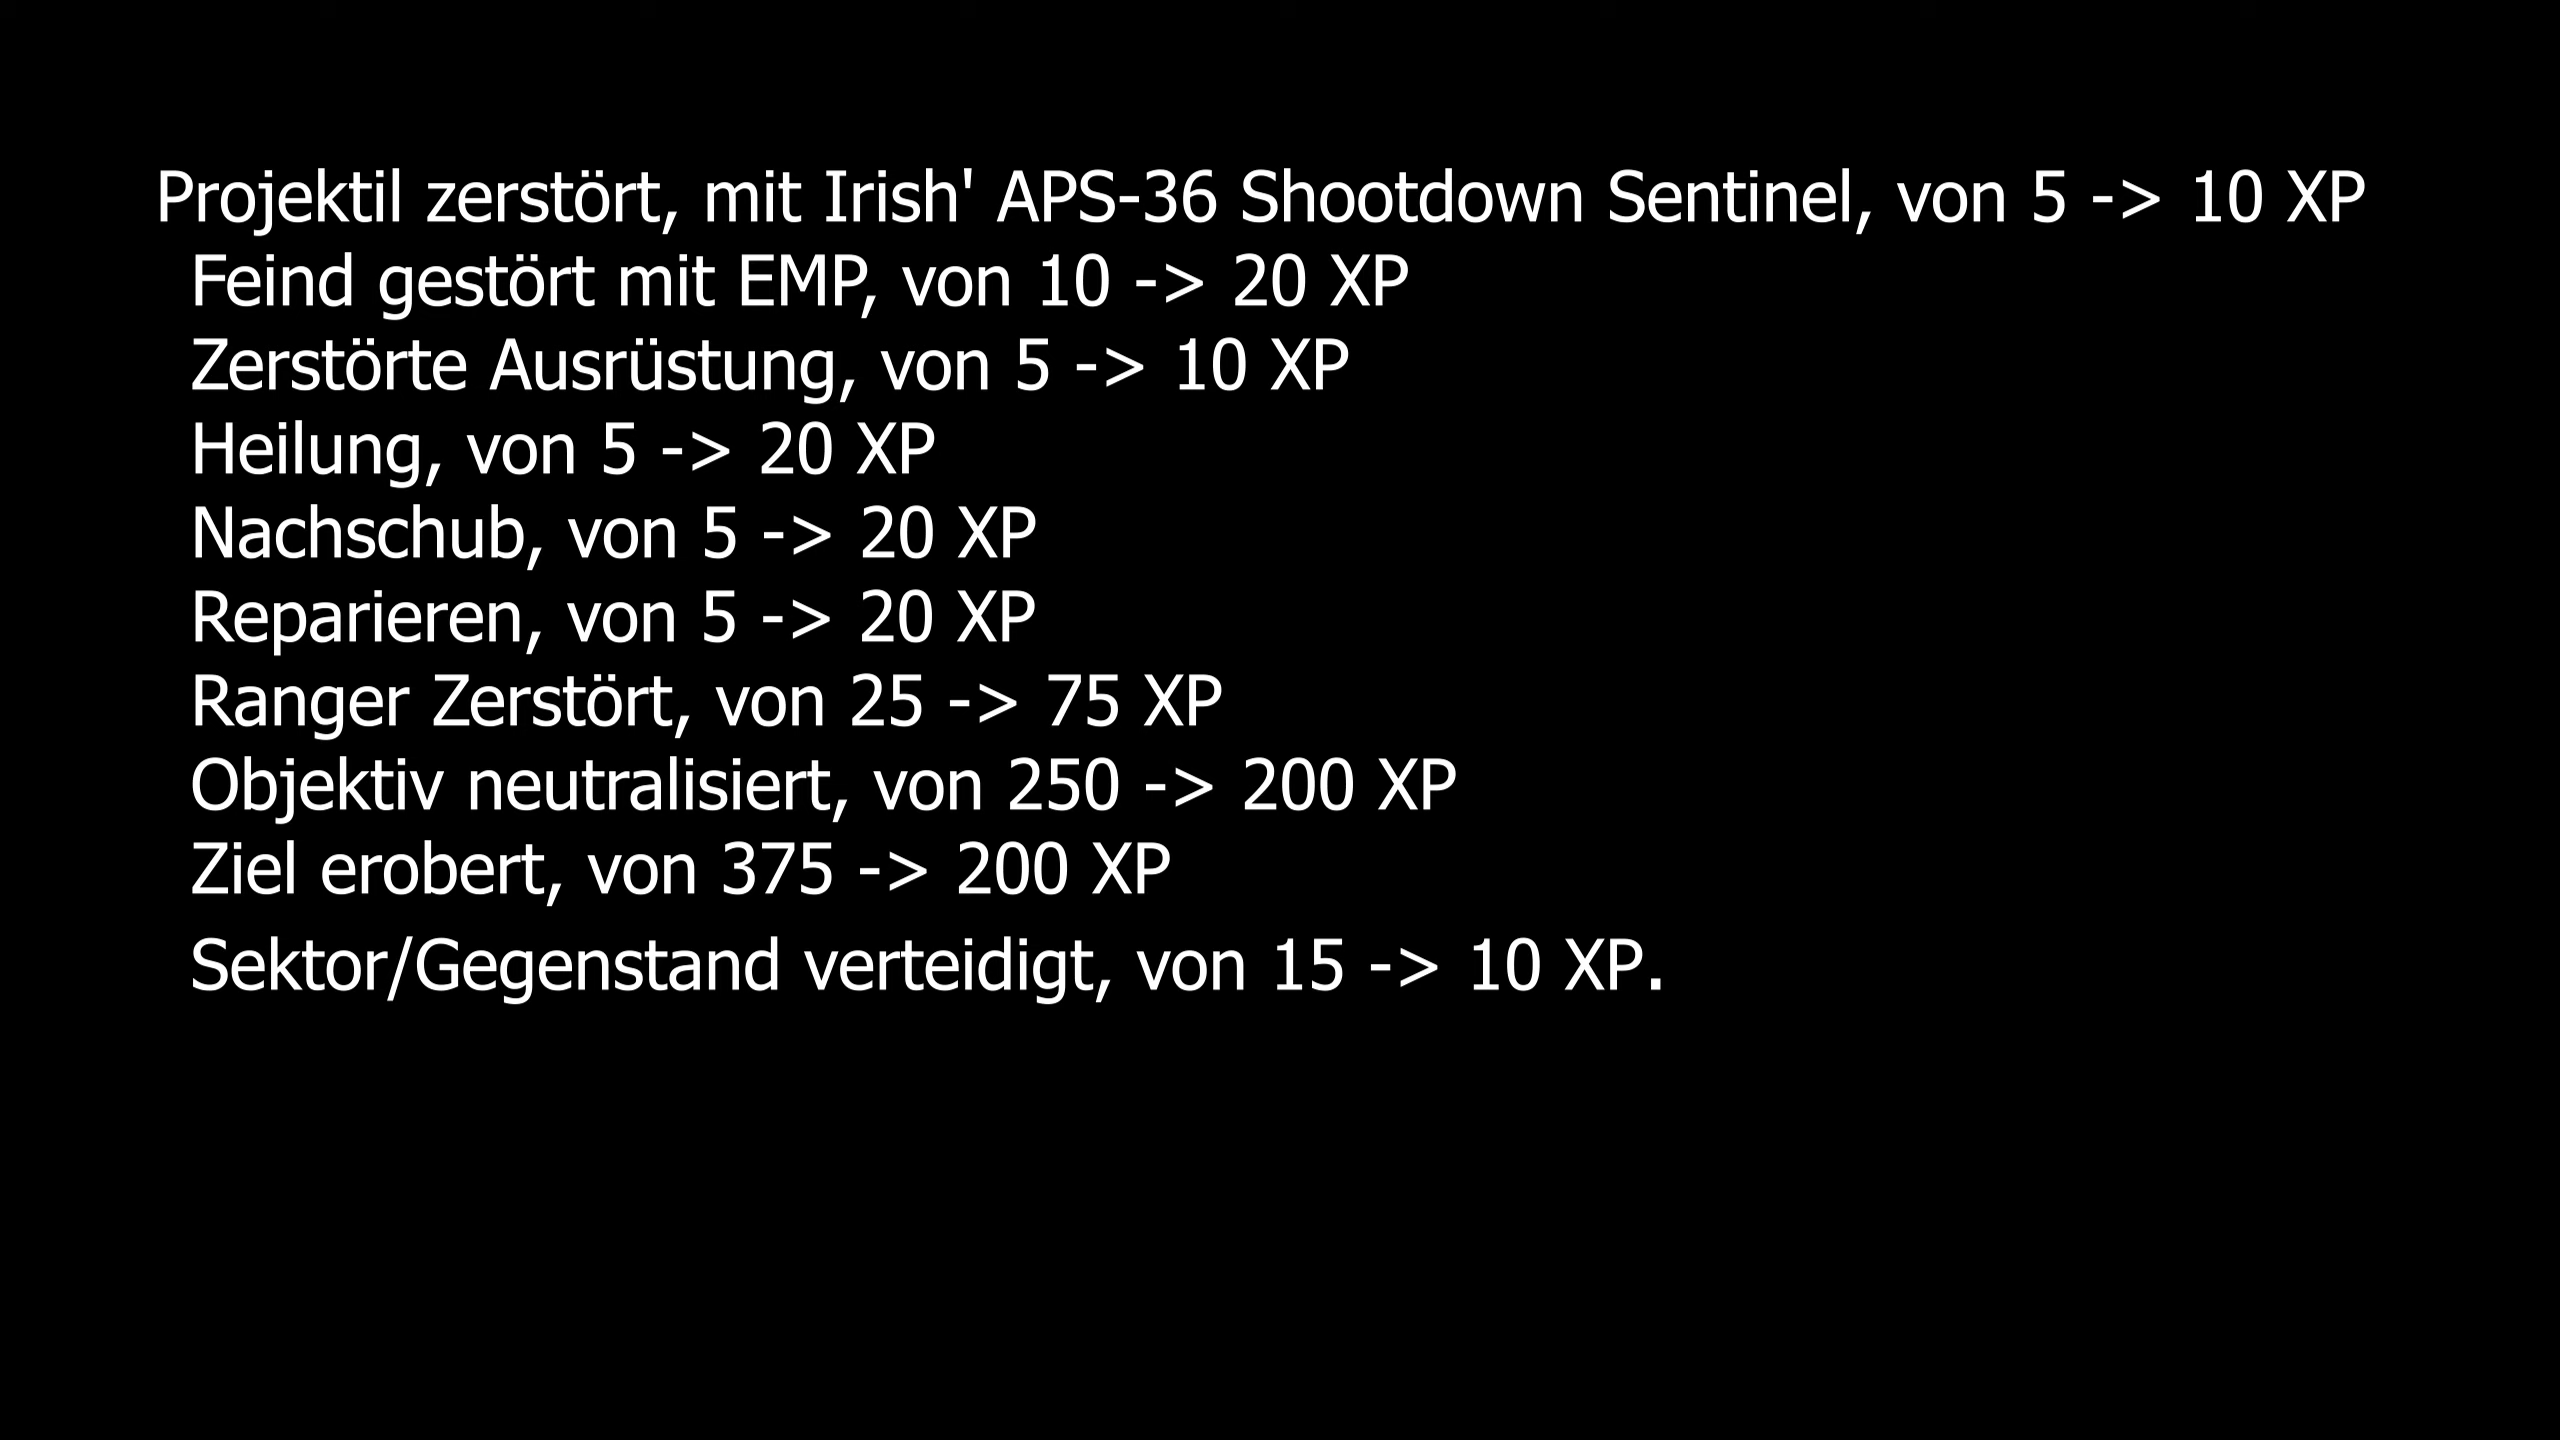 Projektil zerstört, mit Irish' APS-36 Shootdown Sentinel, von 5 -> 10 XP
Feind gestört mit EMP, von 10 -> 20 XP
Zerstörte Ausrüstung, von 5 -> 10 XP
Heilung, von 5 -> 20 XP
Nachschub, von 5 -> 20 XP
Reparieren, von 5 -> 20 XP
Ranger Zerstört, von 25 -> 75 XP
Objektiv neutralisiert, von 250 -> 200 XP
Ziel erobert, von 375 -> 200 XP
Sektor/Gegenstand verteidigt, von 15 -> 10 XP.